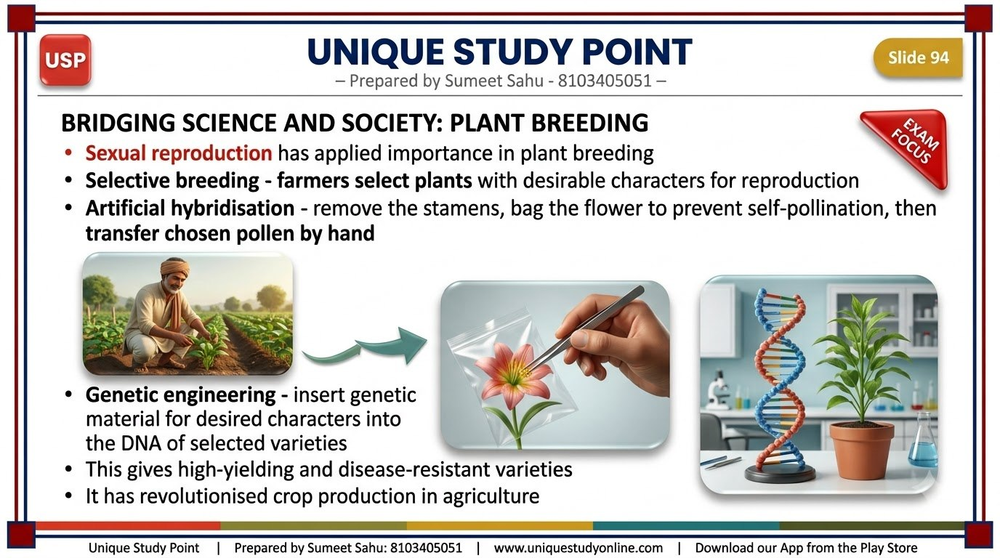 USP
UNIQUE STUDY POINT
– Prepared by Sumeet Sahu - 8103405051 –
Slide 94
BRIDGING SCIENCE AND SOCIETY: PLANT BREEDING
EXAM
FOCUS
• Sexual reproduction has applied importance in plant breeding
• Selective breeding - farmers select plants with desirable characters for reproduction
• Artificial hybridisation - remove the stamens, bag the flower to prevent self-pollination, then
transfer chosen pollen by hand
• Genetic engineering - insert genetic
material for desired characters into
the DNA of selected varieties
• This gives high-yielding and disease-resistant varieties
• It has revolutionised crop production in agriculture
Unique Study Point | Prepared by Sumeet Sahu: 8103405051 | www.uniquestudyonline.com | Download our App from the Play Store